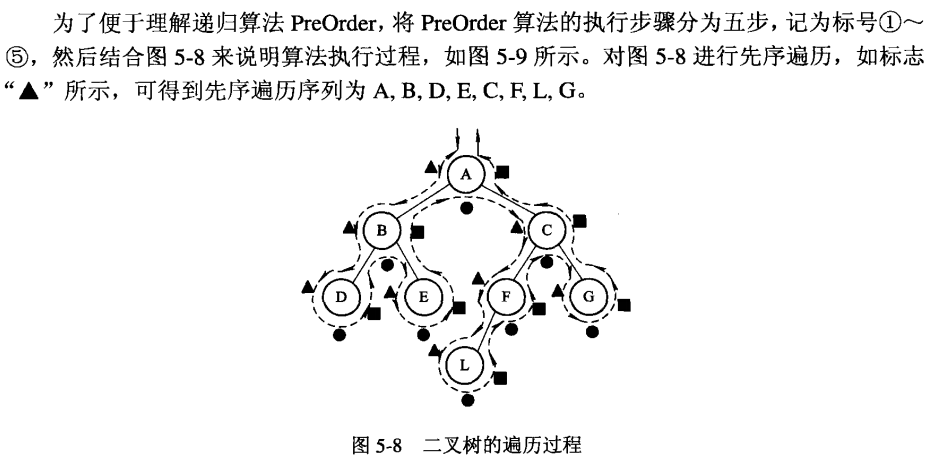 为了便于理解递归算法 PreOrder，将 PreOrder 算法的执行步骤分为五步，记为标号①～
⑤，然后结合图 5-8 来说明算法执行过程，如图 5-9 所示。对图 5-8 进行先序遍历，如标志
“▲”所示，可得到先序遍历序列为 A, B, D, E, C, F, L, G。
A
B
C
D
E
F
G
L
图 5-8 二叉树的遍历过程